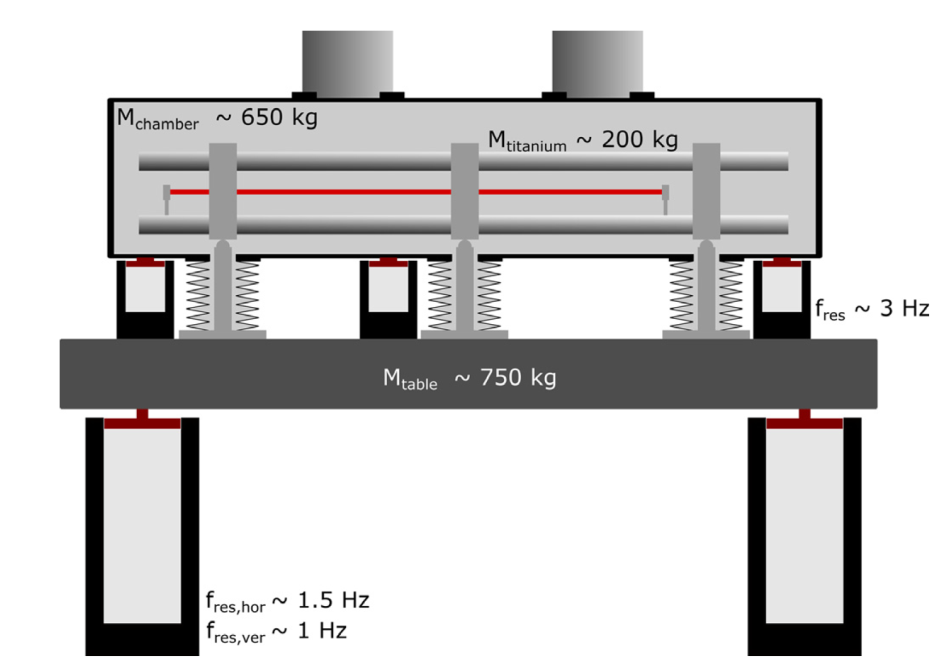 M_chamber ~ 650 kg
M_titanium ~ 200 kg
f_res ~ 3 Hz
M_table ~ 750 kg
f_res,hor ~ 1.5 Hz
f_res,ver ~ 1 Hz